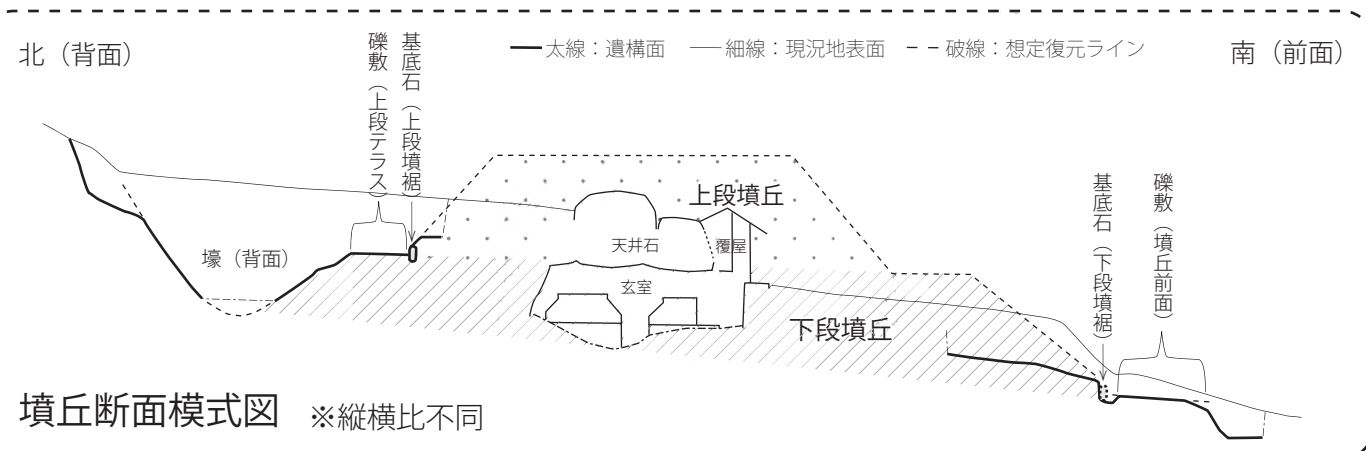 北（背面）
礫敷（上段テラス）
基底石（上段墳裾）
太線：遺構面
細線：現況地表面
破線：想定復元ライン
南（前面）
上段墳丘
天井石
覆屋
壕（背面）
玄室
下段墳丘
基底石（下段墳裾）
礫敷（墳丘前面）
墳丘断面模式図
※縦横比不同